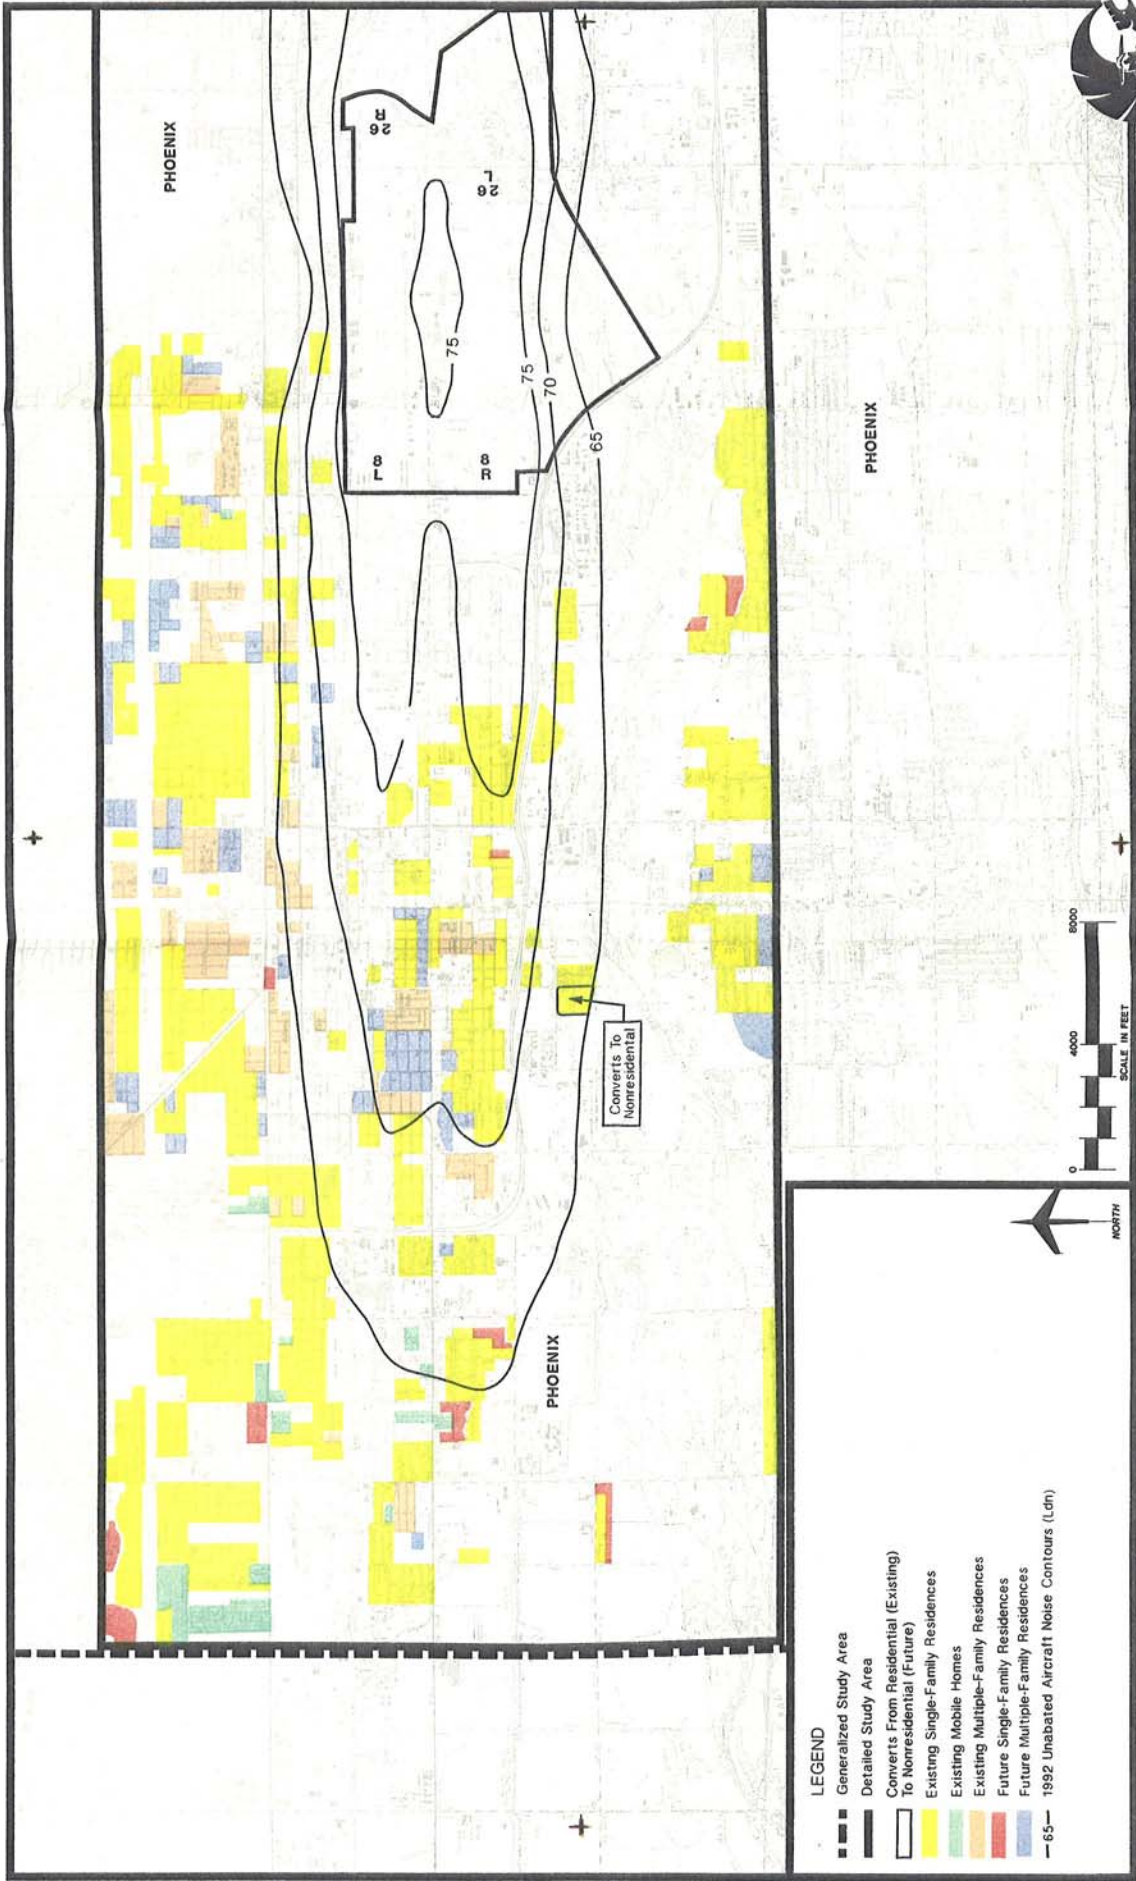 PHOENIX
26
R
26
L
75
8
L
8
R
75
70
65
PHOENIX
Converts To
Nonresidental
PHOENIX
0 4000 8000
SCALE IN FEET
NORTH
LEGEND
Generalized Study Area
Detailed Study Area
Converts From Residential (Existing)
To Nonresidential (Future)
Existing Single-Family Residences
Existing Mobile Homes
Existing Multiple-Family Residences
Future Single-Family Residences
Future Multiple-Family Residences
—65— 1992 Unabated Aircraft Noise Contours (Ldn)